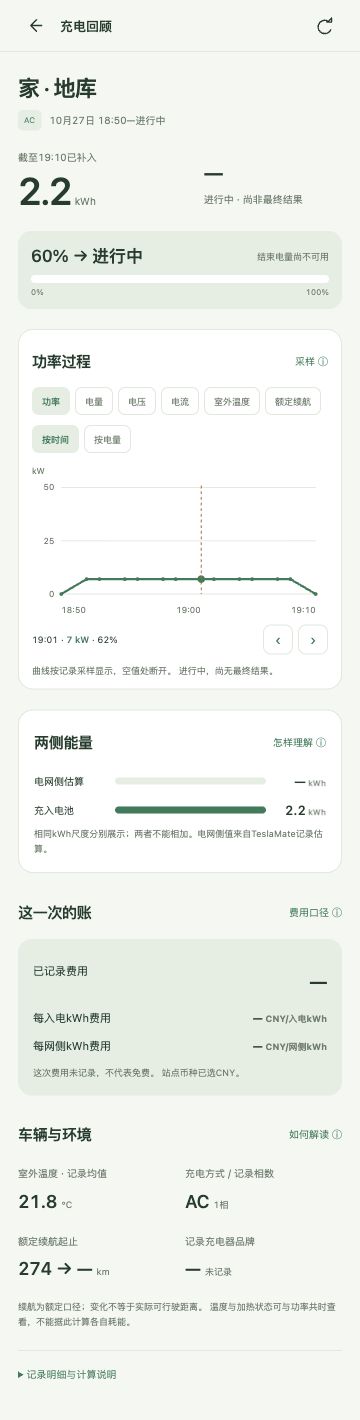 充电回顾
家 · 地库
AC 10月27日 18:50—进行中
截至19:10已补入
2.2 kWh
—
进行中 · 尚非最终结果
60% → 进行中
结束电量尚不可用
0% 100%
功率过程
采样 ⓘ
功率 电量 电压 电流 室外温度 额定续航
按时间 按电量
kW
50
25
0
18:50 19:00 19:10
19:01 · 7 kW · 62%
‹ ›
曲线按记录采样显示，空值处断开。 进行中，尚无最终结果。
两侧能量
怎样理解 ⓘ
电网侧估算 — kWh
充入电池 2.2 kWh
相同kWh尺度分别展示；两者不能相加。电网侧值来自TeslaMate记录估
算。
这一次的账
费用口径 ⓘ
已记录费用
—
每入电kWh费用 — CNY/入电kWh
每网侧kWh费用 — CNY/网侧kWh
这次费用未记录，不代表免费。 站点币种已选CNY。
车辆与环境
如何解读 ⓘ
室外温度 · 记录均值
21.8 °C
充电方式 / 记录相数
AC 1相
额定续航起止
274 → — km
记录充电器品牌
— 未记录
续航为额定口径；变化不等于实际可行驶距离。 温度与加热状态可与功率共时查
看，不能据此计算各自耗能。
▶ 记录明细与计算说明